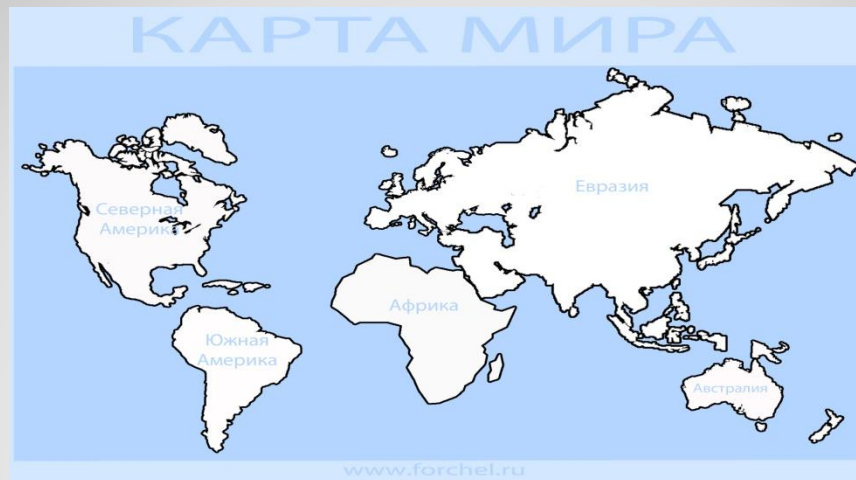 КАРТА МИРА
Евразия
Северная
Америка
Африка
Южная
Америка
Австралия
www.forchel.ru